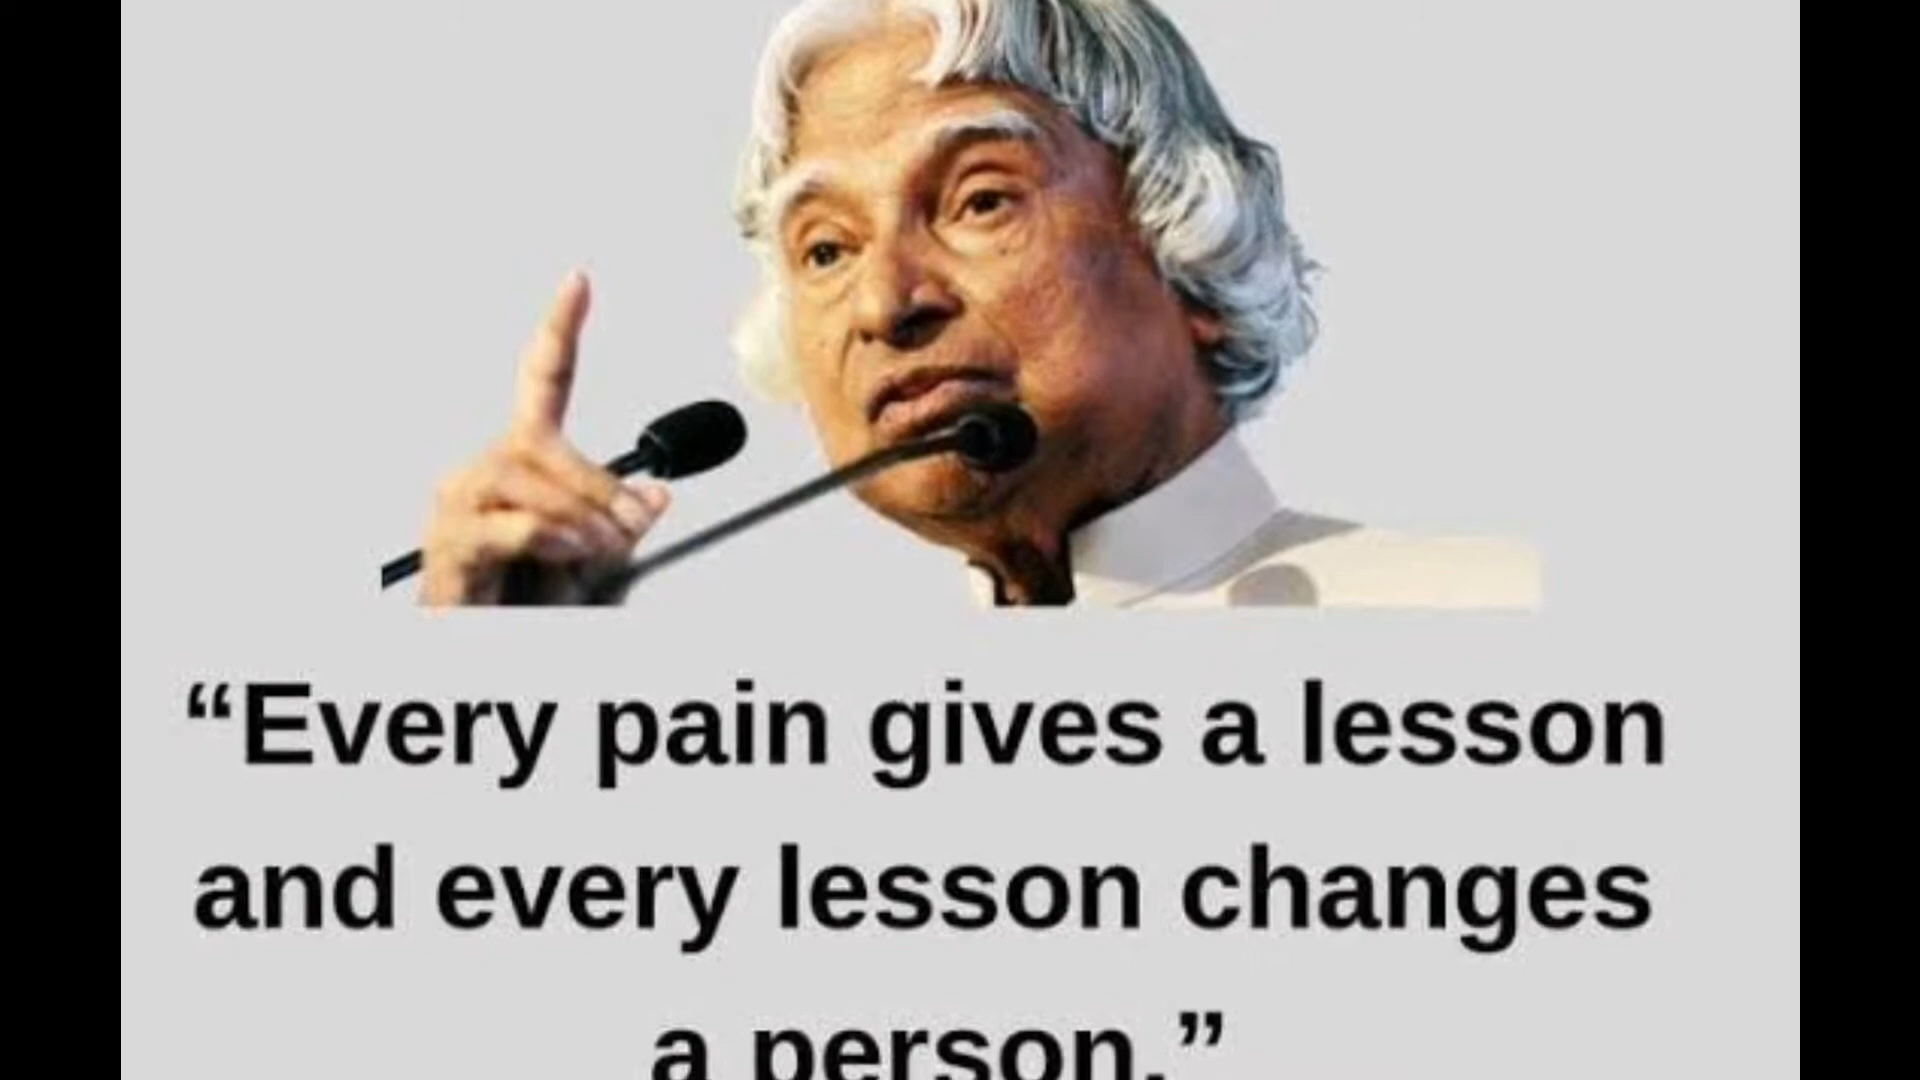 “Every pain gives a lesson
and every lesson changes
a person.”